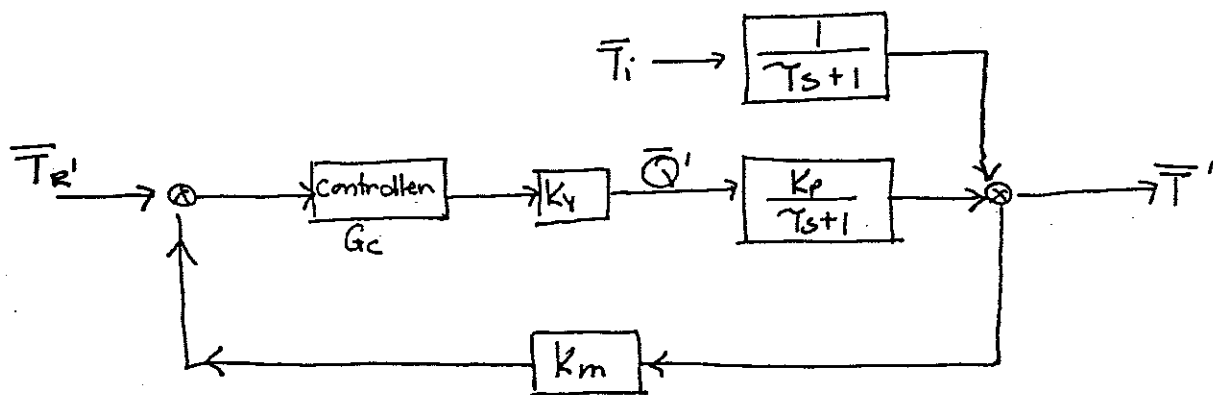 T̅i
1
τs+1
T̅R'
Controller
Gc
Kv
Q̅'
Kp
τs+1
T̅'
Km